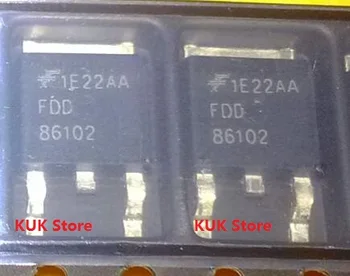 1E22AA
FDD
86102
1E22AA
FDD
86102
KUK Store
KUK Store